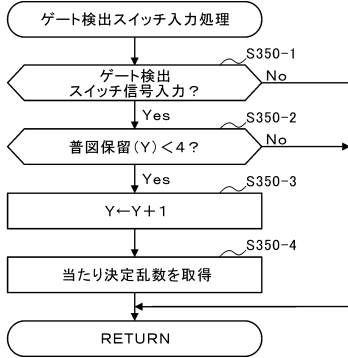 ゲート検出スイッチ入力処理
S350-1
ゲート検出
スイッチ信号入力？
No
Yes
S350-2
普図保留(Y)＜4？
No
Yes
S350-3
Y←Y＋1
S350-4
当たり決定乱数を取得
RETURN